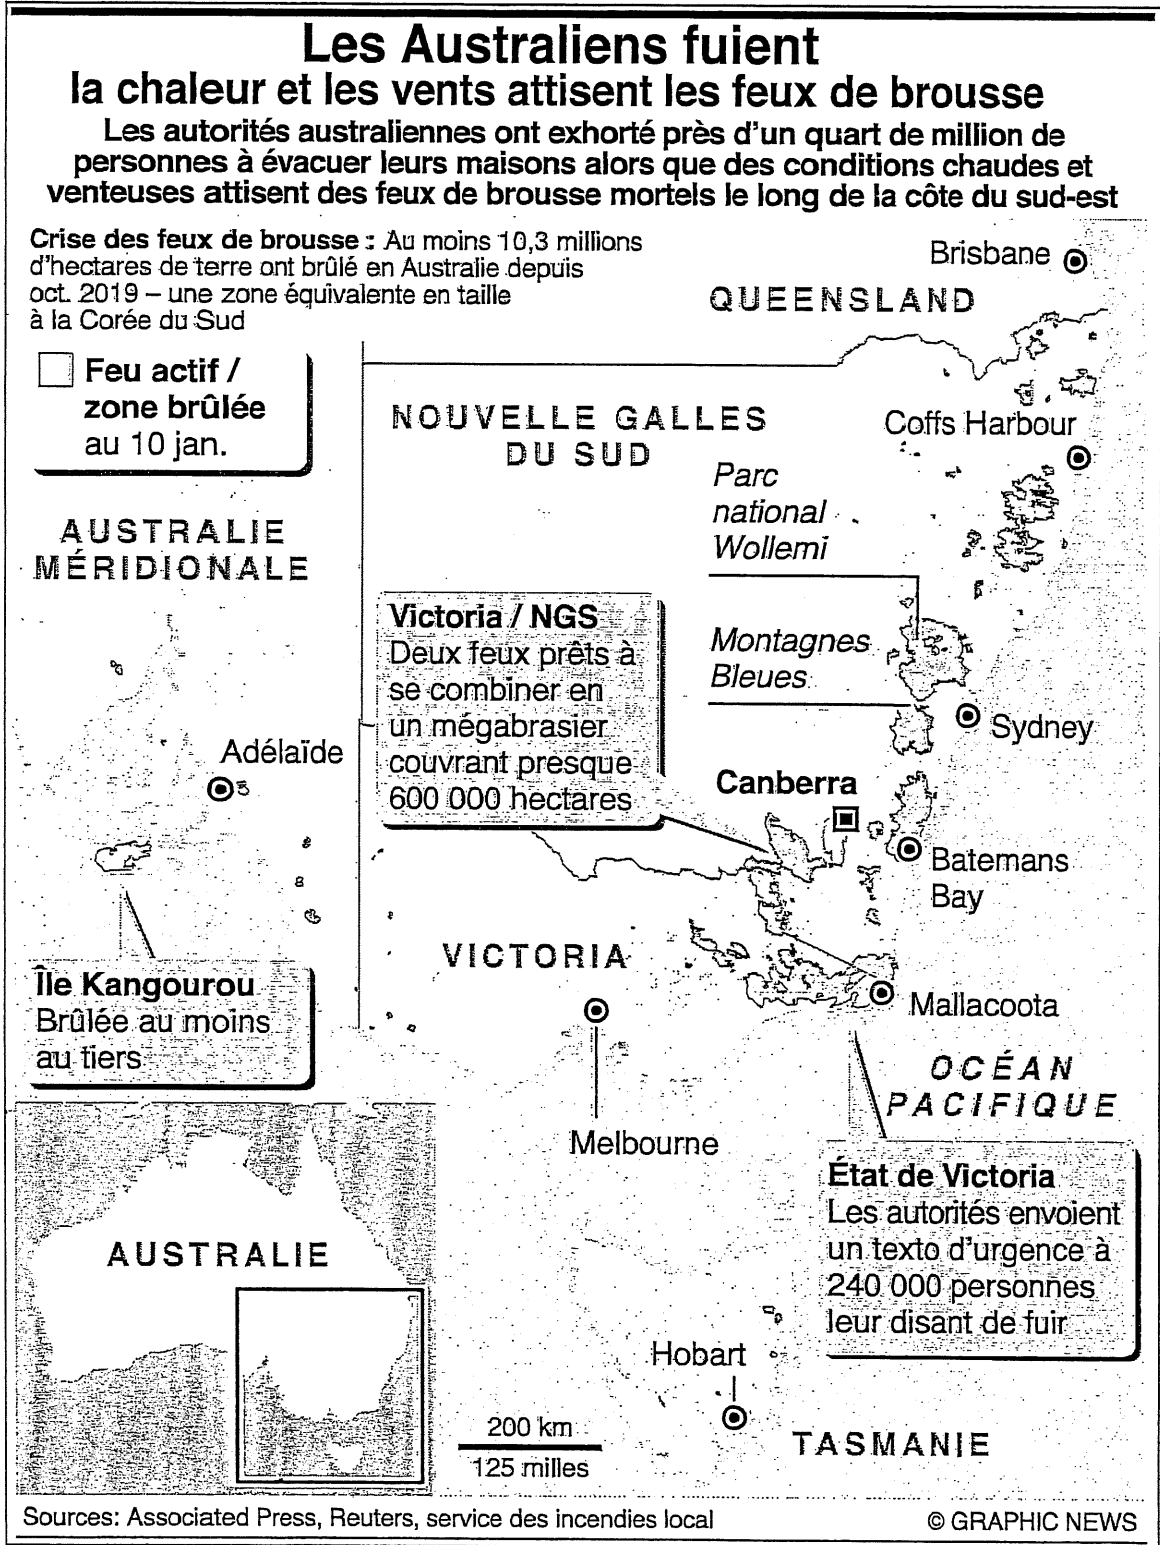 Les Australiens fuient
la chaleur et les vents attisent les feux de brousse
Les autorités australiennes ont exhorté près d'un quart de million de
personnes à évacuer leurs maisons alors que des conditions chaudes et
venteuses attisent des feux de brousse mortels le long de la côte du sud-est
Crise des feux de brousse : Au moins 10,3 millions
d'hectares de terre ont brûlé en Australie depuis
oct. 2019 – une zone équivalente en taille
à la Corée du Sud
Feu actif /
zone brûlée
au 10 jan.
Brisbane
QUEENSLAND
NOUVELLE GALLES
DU SUD
Coffs Harbour
Parc
national
Wollemi
AUSTRALIE
MÉRIDIONALE
Victoria / NGS
Deux feux prêts à
se combiner en
un mégabrasier
couvrant presque
600 000 hectares
Montagnes
Bleues
Sydney
Adélaïde
Canberra
Batemans
Bay
VICTORIA
Île Kangourou
Brûlée au moins
au tiers
Mallacoota
OCÉAN
PACIFIQUE
Melbourne
État de Victoria
Les autorités envoient
un texto d'urgence à
240 000 personnes
leur disant de fuir
AUSTRALIE
Hobart
200 km
125 milles
TASMANIE
Sources: Associated Press, Reuters, service des incendies local
© GRAPHIC NEWS